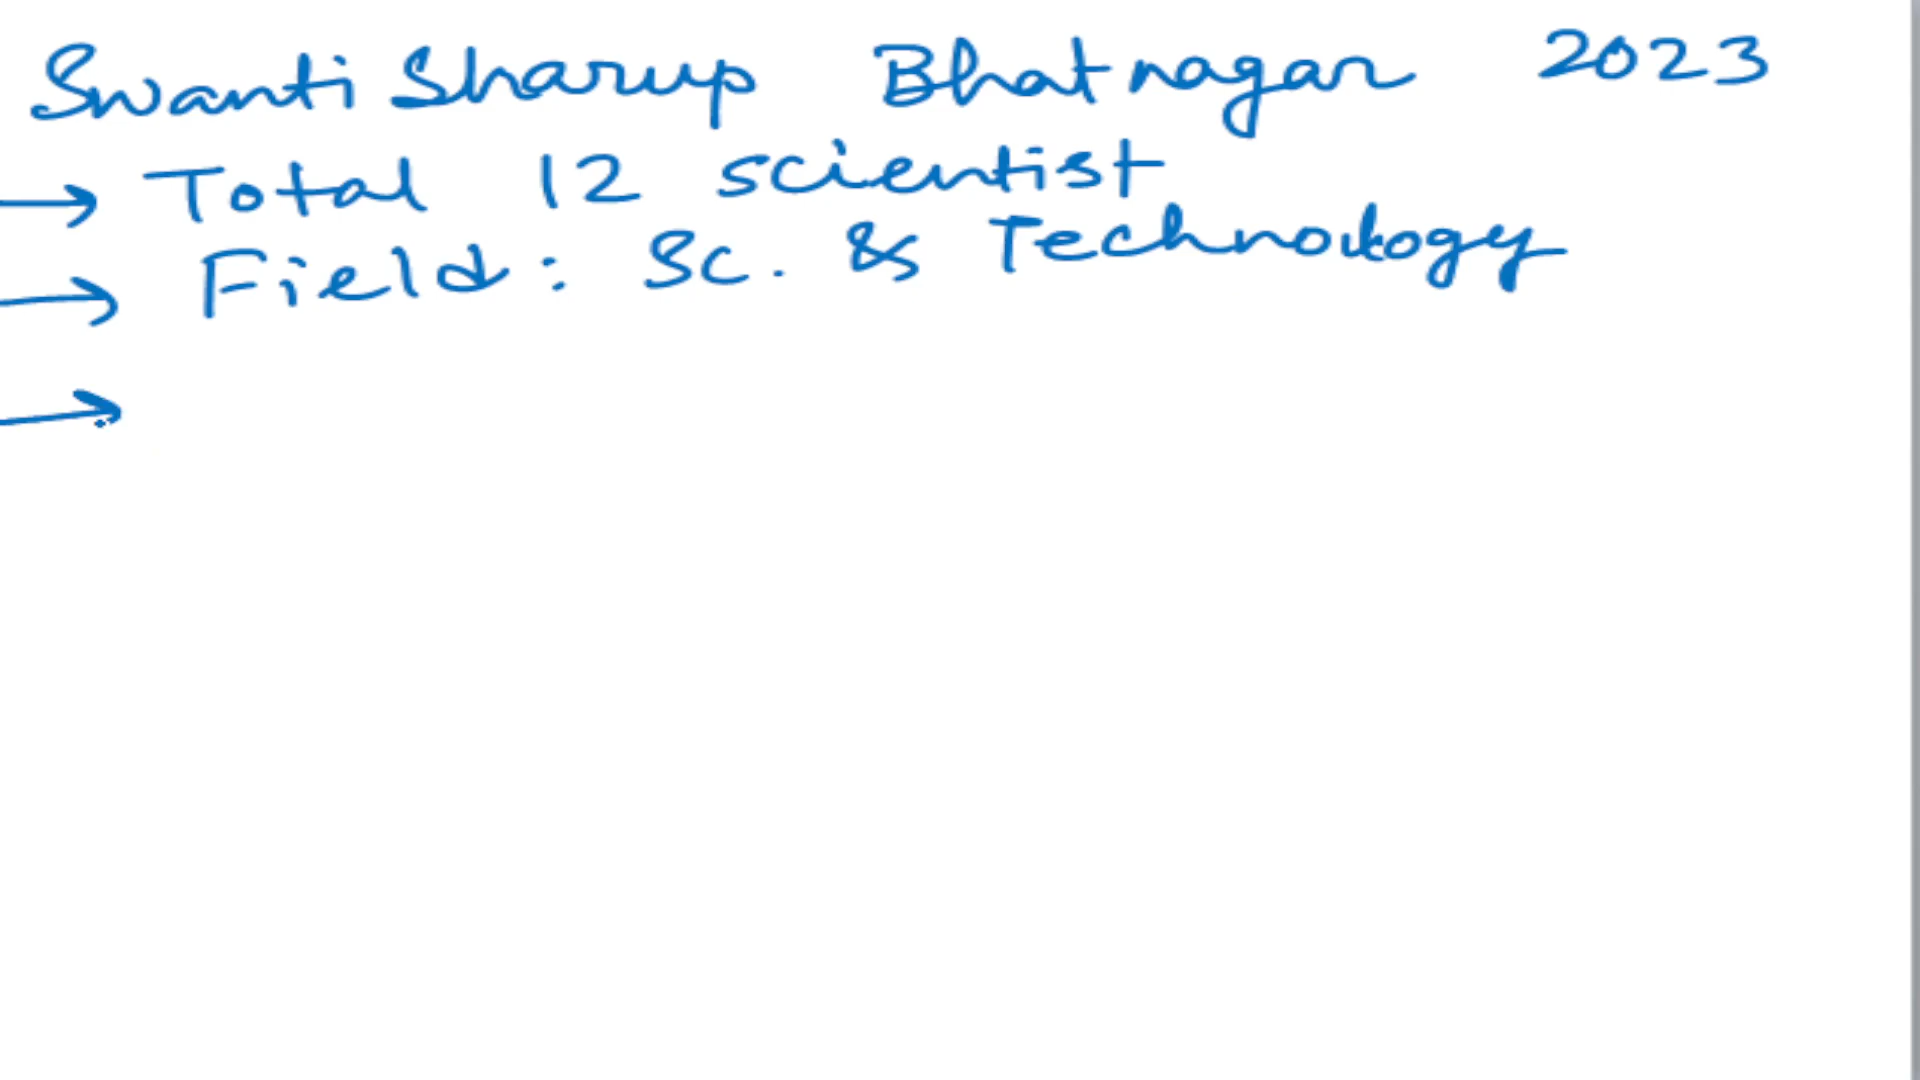 Swanti Sharup Bhatnagar 2023
→ Total 12 scientist
→ Field: Sc. & Technology
→